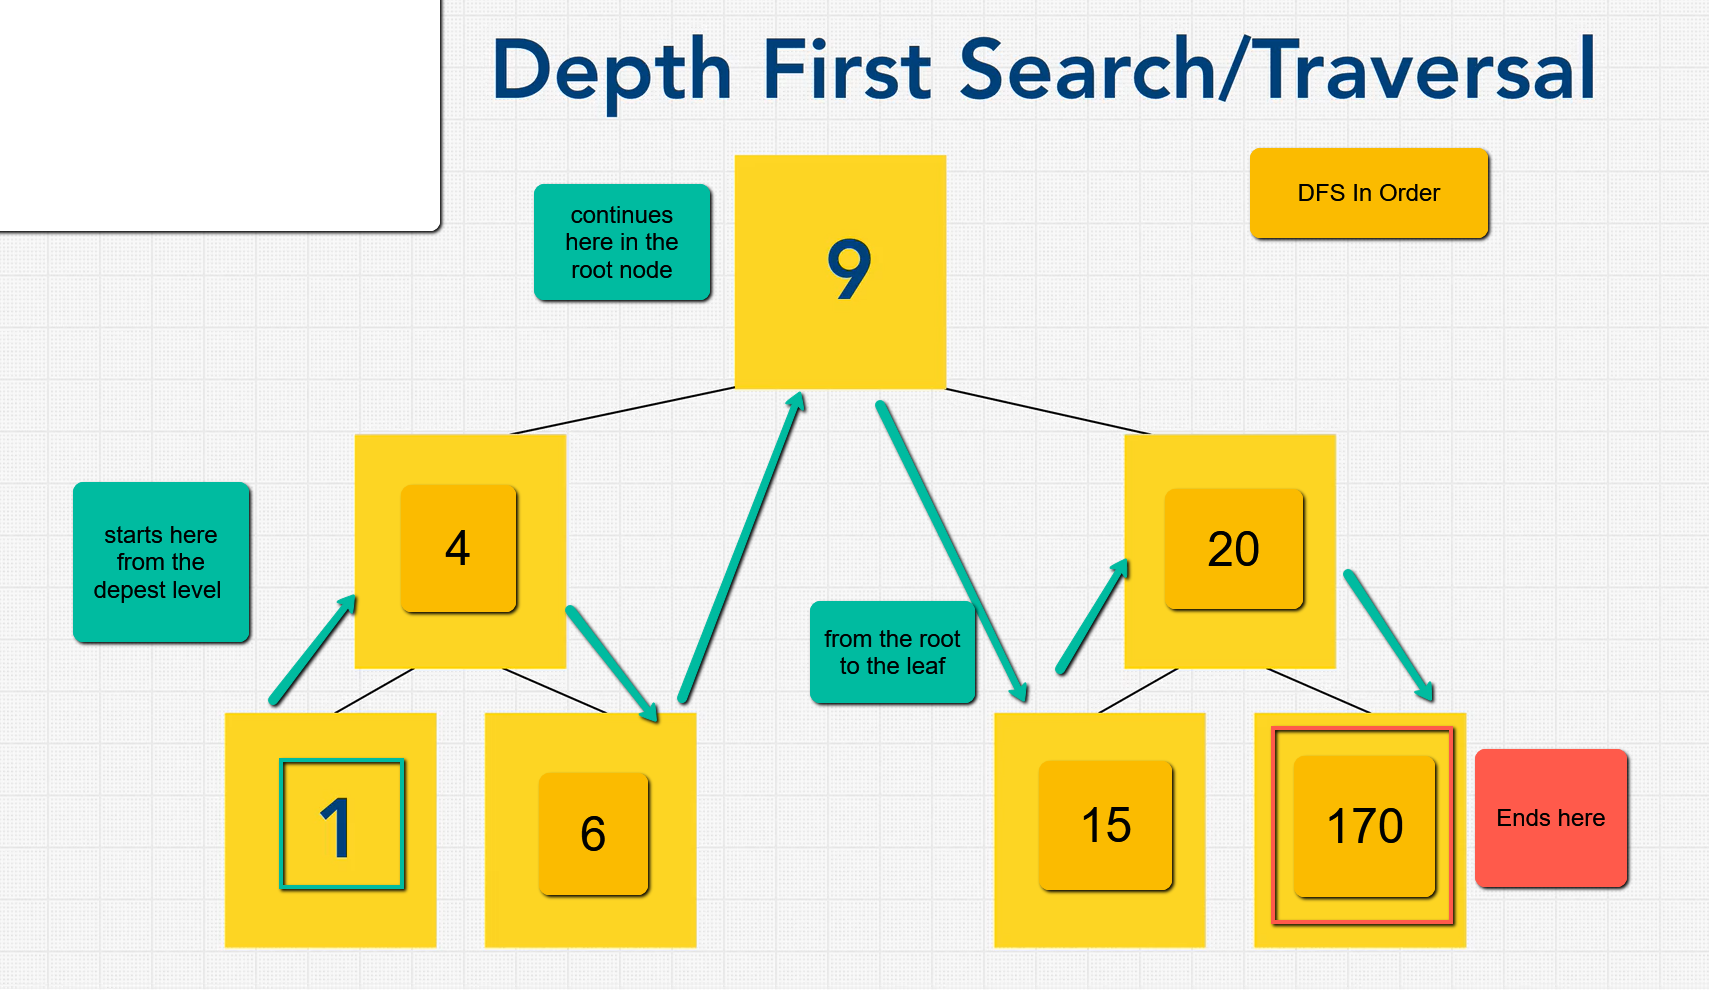 Depth First Search/Traversal
DFS In Order
continues
here in the
root node
9
starts here
from the
depest level
4
20
from the root
to the leaf
1
6
15
170
Ends here